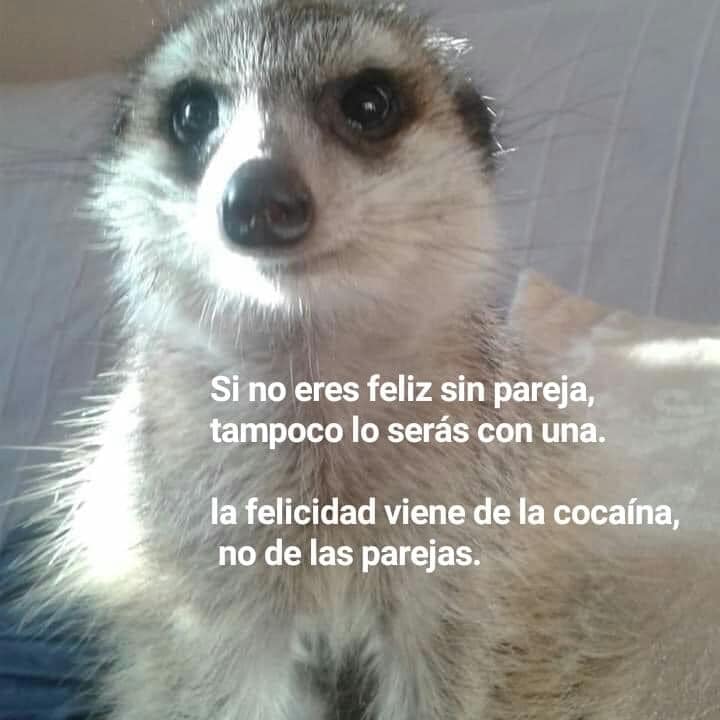 Si no eres feliz sin pareja,
tampoco lo serás con una.
la felicidad viene de la cocaína,
no de las parejas.